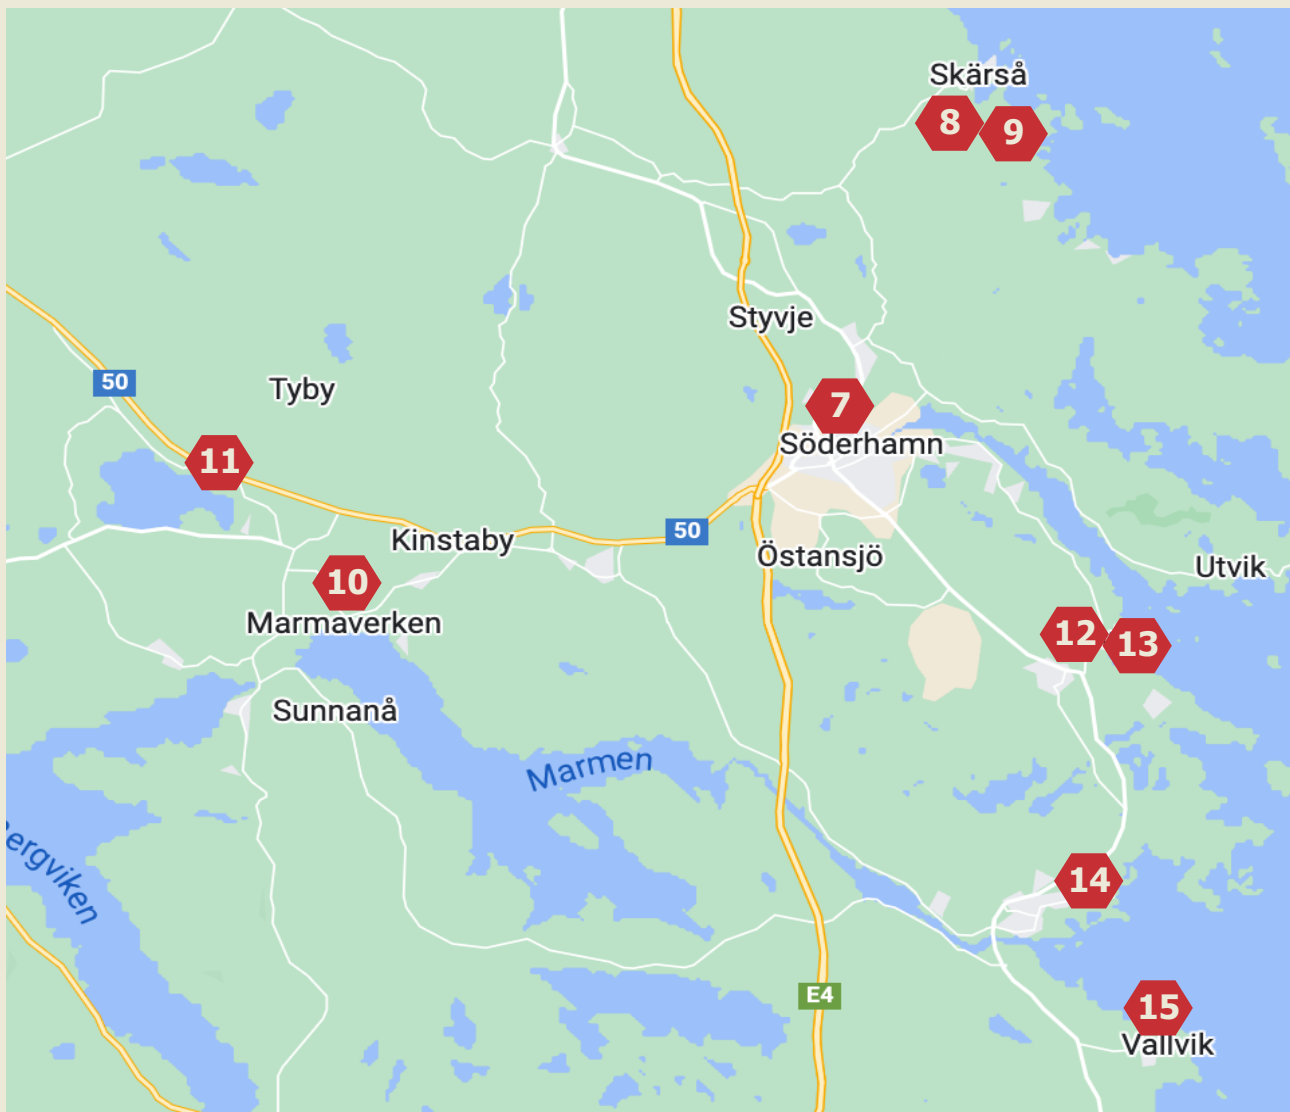 Skärså
8
9
Styvje
50
Tyby
7
Söderhamn
11
50
Kinstaby
Östansjö
Utvik
10
Marmaverken
12
13
Sunnanå
Marmen
Bergviken
14
E4
15
Vallvik